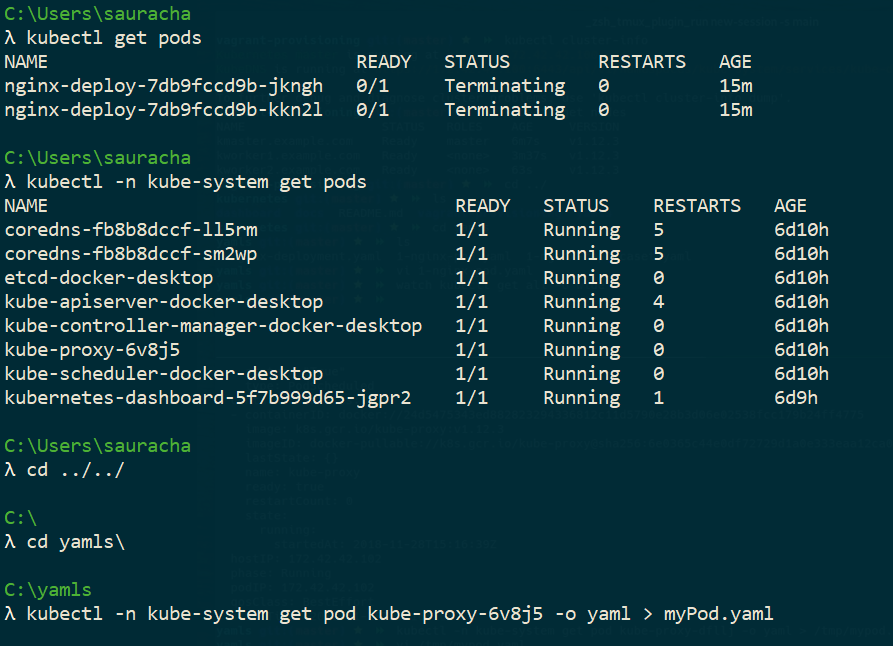 C:\Users\sauracha
λ kubectl get pods
NAME READY STATUS RESTARTS AGE
nginx-deploy-7db9fccd9b-jkngh 0/1 Terminating 0 15m
nginx-deploy-7db9fccd9b-kkn2l 0/1 Terminating 0 15m
C:\Users\sauracha
λ kubectl -n kube-system get pods
NAME READY STATUS RESTARTS AGE
coredns-fb8b8dccf-ll5rm 1/1 Running 5 6d10h
coredns-fb8b8dccf-sm2wp 1/1 Running 5 6d10h
etcd-docker-desktop 1/1 Running 0 6d10h
kube-apiserver-docker-desktop 1/1 Running 4 6d10h
kube-controller-manager-docker-desktop 1/1 Running 0 6d10h
kube-proxy-6v8j5 1/1 Running 0 6d10h
kube-scheduler-docker-desktop 1/1 Running 0 6d10h
kubernetes-dashboard-5f7b999d65-jgpr2 1/1 Running 1 6d9h
C:\Users\sauracha
λ cd ../../
C:\
λ cd yamls\
C:\yamls
λ kubectl -n kube-system get pod kube-proxy-6v8j5 -o yaml > myPod.yaml